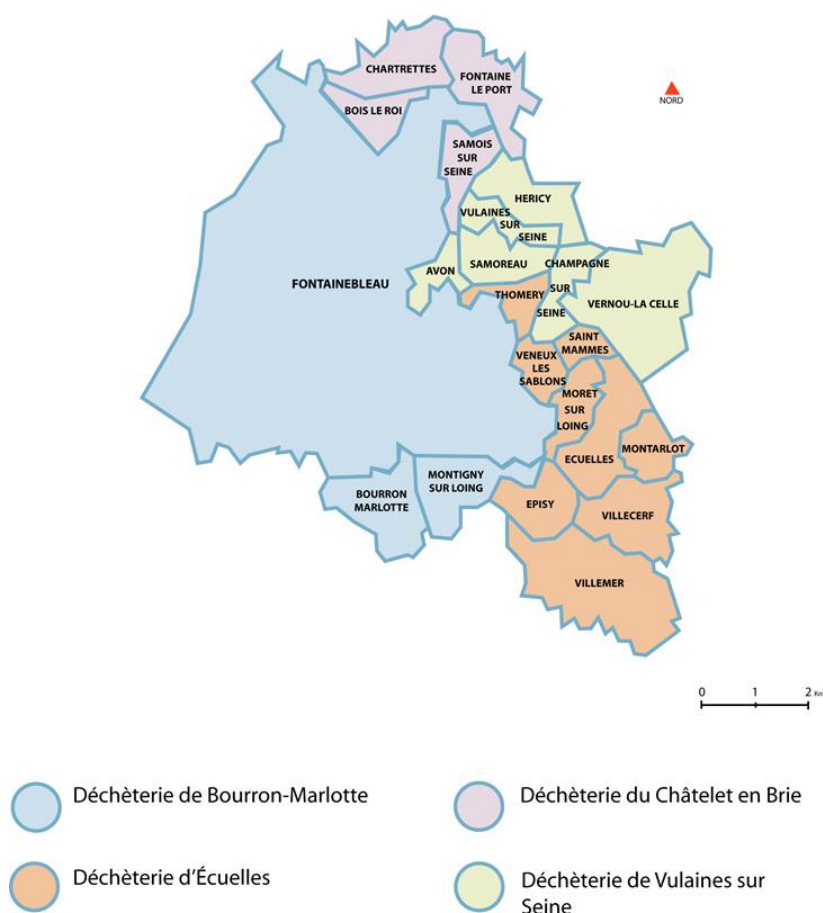 CHARTRETTES
FONTAINE
LE PORT
BOIS LE ROI
NORD
SAMOIS
SUR
SEINE
HERICY
VULAINES
SUR
SEINE
AVON
SAMOREAU
CHAMPAGNE
SUR
SEINE
FONTAINEBLEAU
THOMERY
VERNOU-LA CELLE
SAINT
MAMMES
VENEUX
LES
SABLONS
MORET
SUR
LOING
MONTARLOT
ECUELLES
MONTIGNY
SUR LOING
BOURRON
MARLOTTE
EPISY
VILLECERF
VILLEMER
0 1 2 Km
Déchèterie de Bourron-Marlotte
Déchèterie du Châtelet en Brie
Déchèterie d'Écuelles
Déchèterie de Vulaines sur
Seine